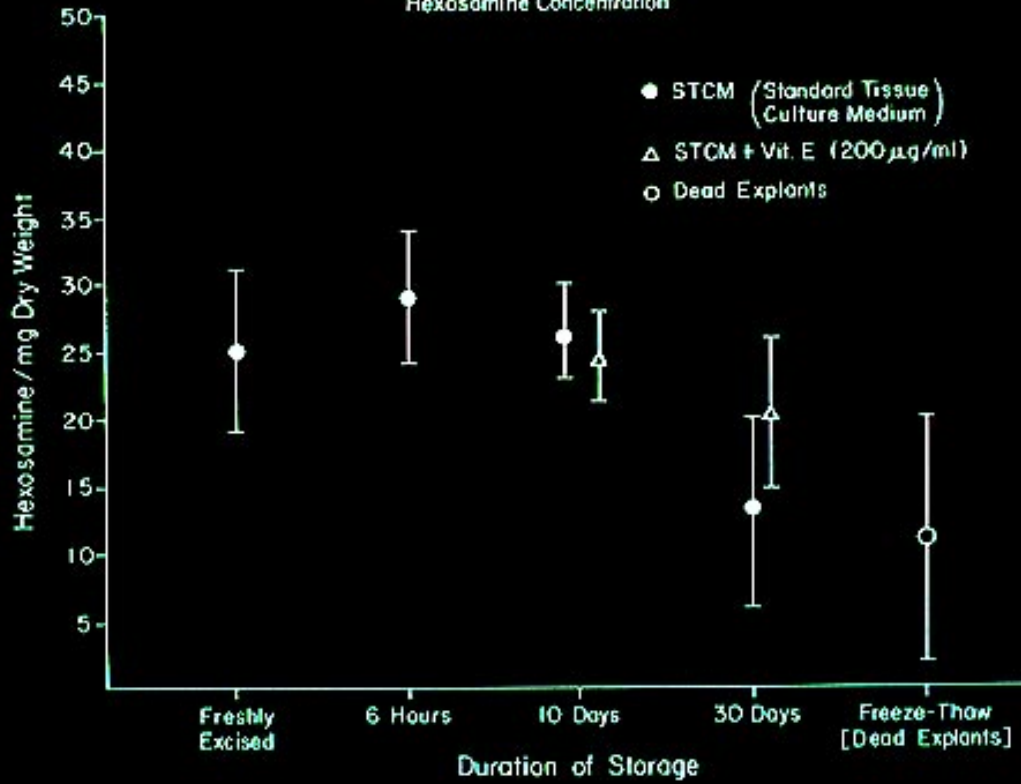 Hexosamine Concentration
50
45
40
35
30
25
20
15
10
5
Hexosamine / mg Dry Weight
● STCM (Standard Tissue
Culture Medium)
△ STCM + Vit. E (200 µg/ml)
○ Dead Explants
Freshly
Excised
6 Hours
10 Days
30 Days
Freeze-Thaw
[Dead Explants]
Duration of Storage